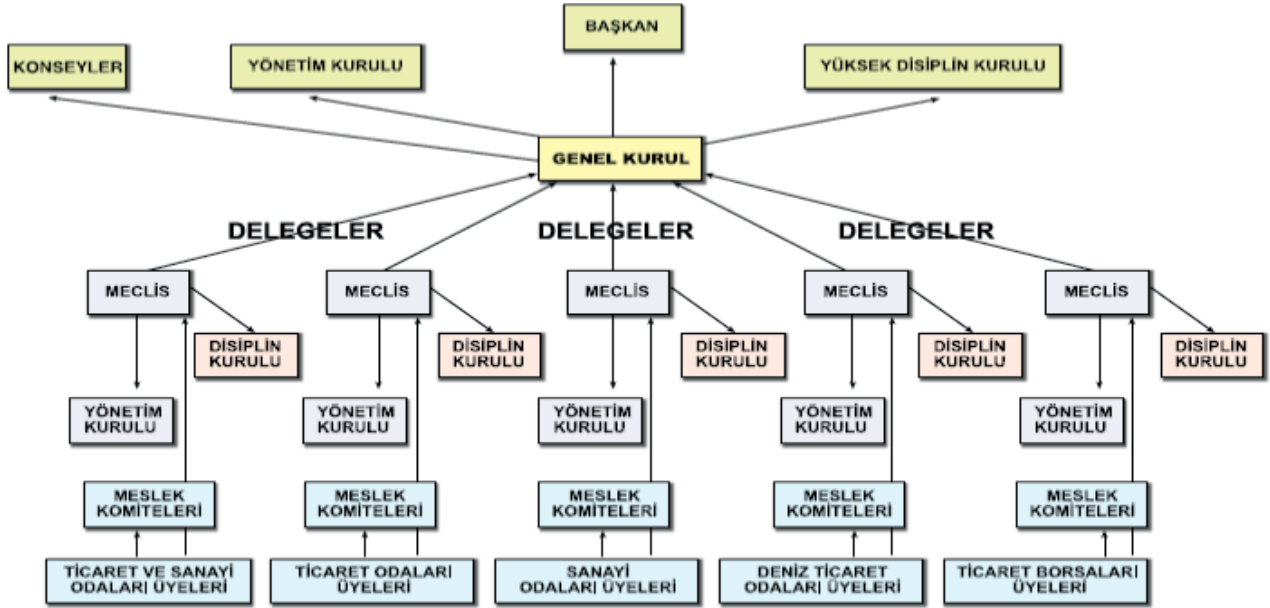 BAŞKAN
KONSEYLER
YÖNETİM KURULU
YÜKSEK DİSİPLİN KURULU
GENEL KURUL
DELEGELER
DELEGELER
DELEGELER
MECLİS
MECLİS
MECLİS
MECLİS
MECLİS
DİSİPLİN
KURULU
DİSİPLİN
KURULU
DİSİPLİN
KURULU
DİSİPLİN
KURULU
DİSİPLİN
KURULU
YÖNETİM
KURULU
YÖNETİM
KURULU
YÖNETİM
KURULU
YÖNETİM
KURULU
YÖNETİM
KURULU
MESLEK
KOMİTELERİ
MESLEK
KOMİTELERİ
MESLEK
KOMİTELERİ
MESLEK
KOMİTELERİ
MESLEK
KOMİTELERİ
TİCARET VE SANAYİ
ODALARI ÜYELERİ
TİCARET ODALARI
ÜYELERİ
SANAYİ
ODALARI ÜYELERİ
DENİZ TİCARET
ODALARI ÜYELERİ
TİCARET BORSALARI
ÜYELERİ